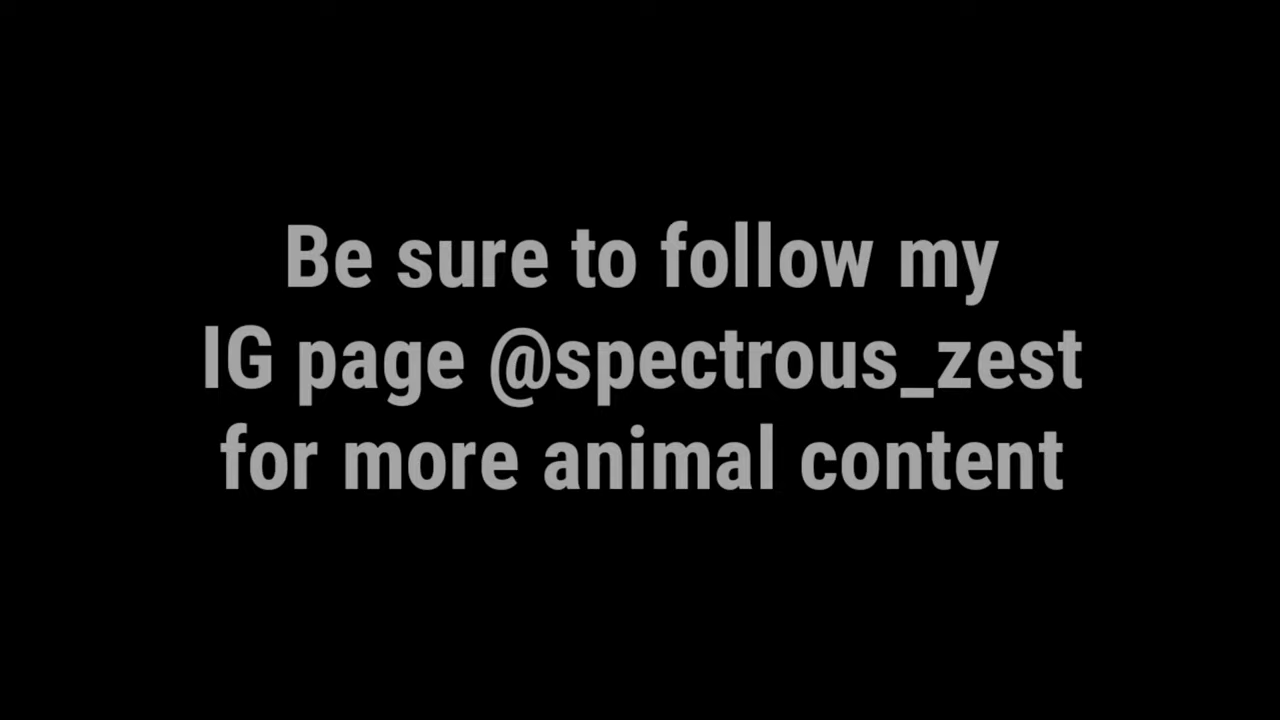 Be sure to follow my
IG page @spectrous_zest
for more animal content